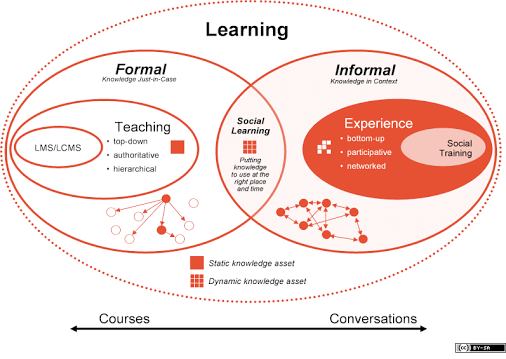 Learning
Formal
Knowledge Just-in-Case
Informal
Knowledge in Context
Teaching
• top-down
• authoritative
• hierarchical
LMS/LCMS
Social
Learning
Putting
knowledge
to use at the
right place
and time
Experience
• bottom-up
• participative
• networked
Social
Training
Static knowledge asset
Dynamic knowledge asset
Courses
Conversations
cc BY-SA